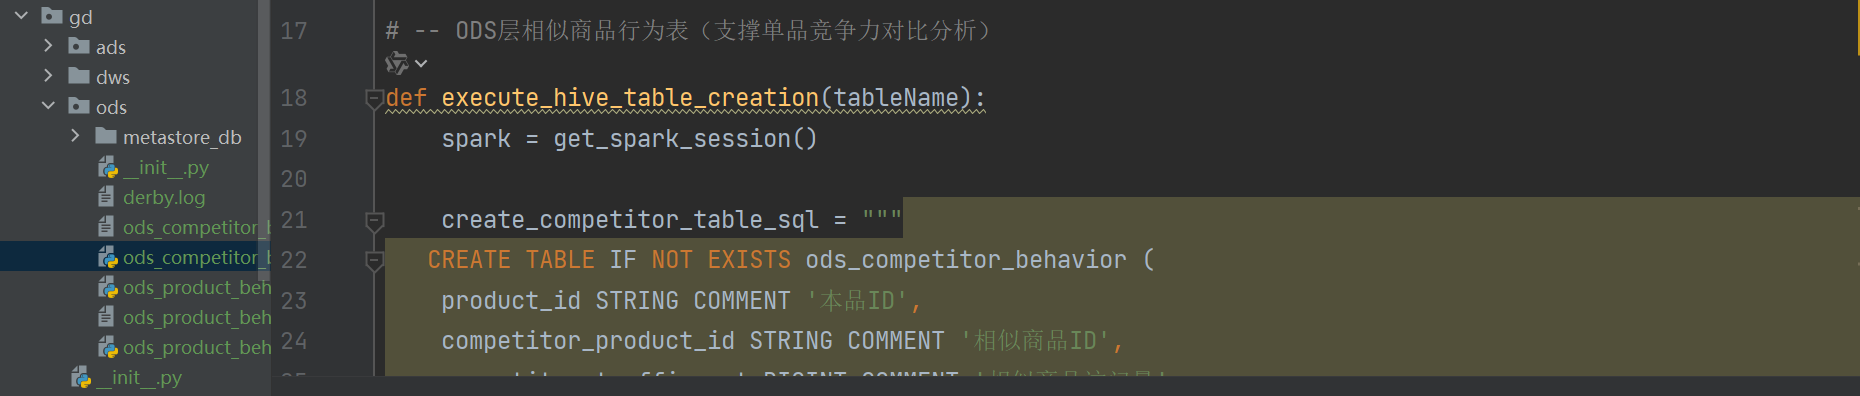 gd
ads
dws
ods
metastore_db
__init__.py
derby.log
ods_competitor_b
ods_competitor_b
ods_product_beh
ods_product_beh
ods_product_beh
__init__.py
17 # -- ODS层相似商品行为表（支撑单品竞争力对比分析）
18 def execute_hive_table_creation(tableName):
19 spark = get_spark_session()
20
21 create_competitor_table_sql = """
22 CREATE TABLE IF NOT EXISTS ods_competitor_behavior (
23 product_id STRING COMMENT '本品ID',
24 competitor_product_id STRING COMMENT '相似商品ID',